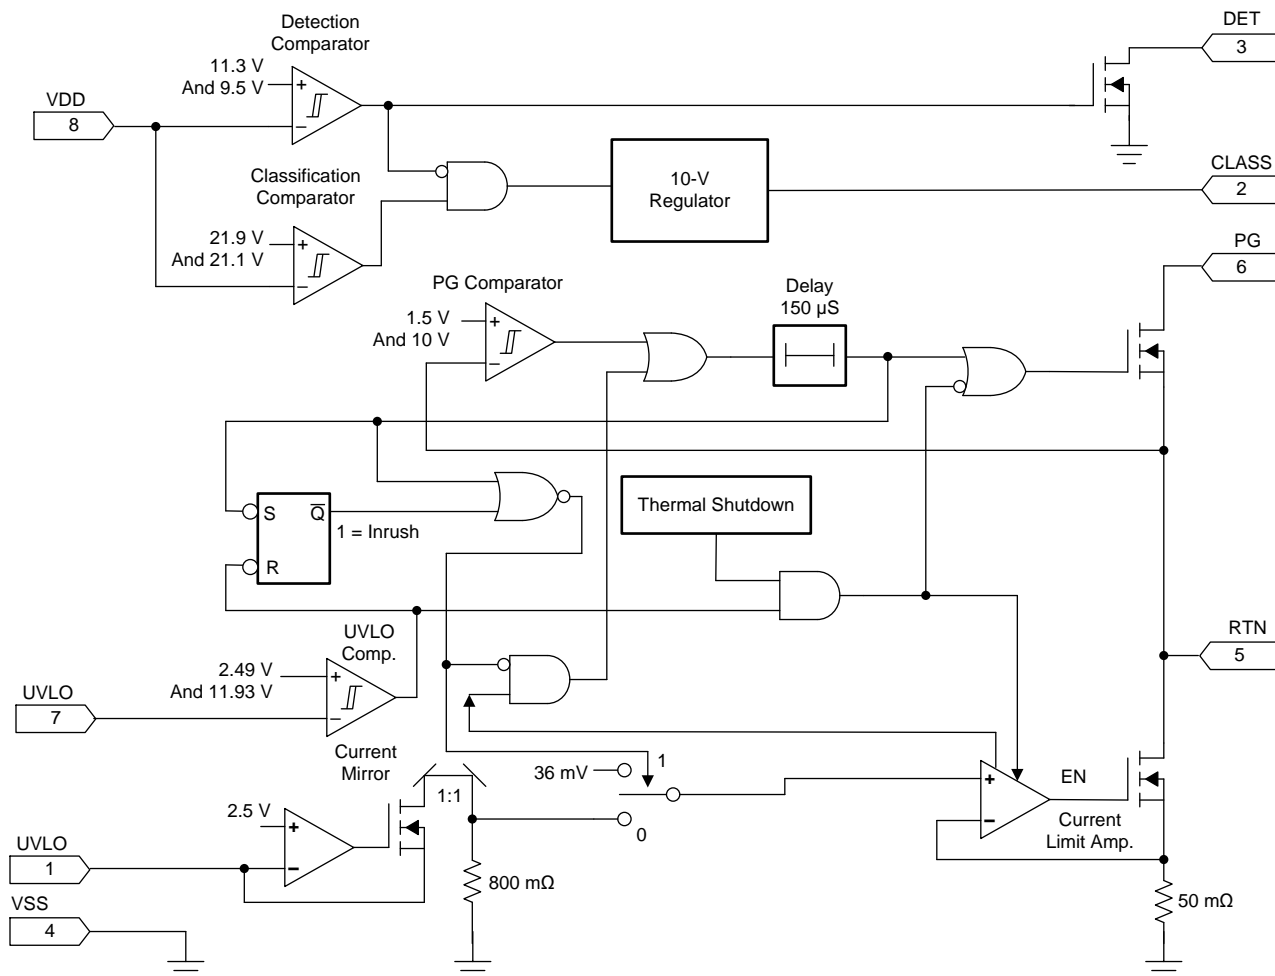 DET
3
Detection
Comparator
11.3 V
And 9.5 V
+
−
VDD
8
Classification
Comparator
21.9 V
And 21.1 V
+
−
10-V
Regulator
CLASS
2
PG
6
PG Comparator
1.5 V
And 10 V
+
−
Delay
150 µS
S
Q̅
R
1 = Inrush
Thermal Shutdown
UVLO
Comp.
2.49 V
And 11.93 V
+
−
UVLO
7
RTN
5
Current
Mirror
1:1
36 mV
1
0
+
−
EN
Current
Limit Amp.
2.5 V
+
−
UVLO
1
800 mΩ
50 mΩ
VSS
4